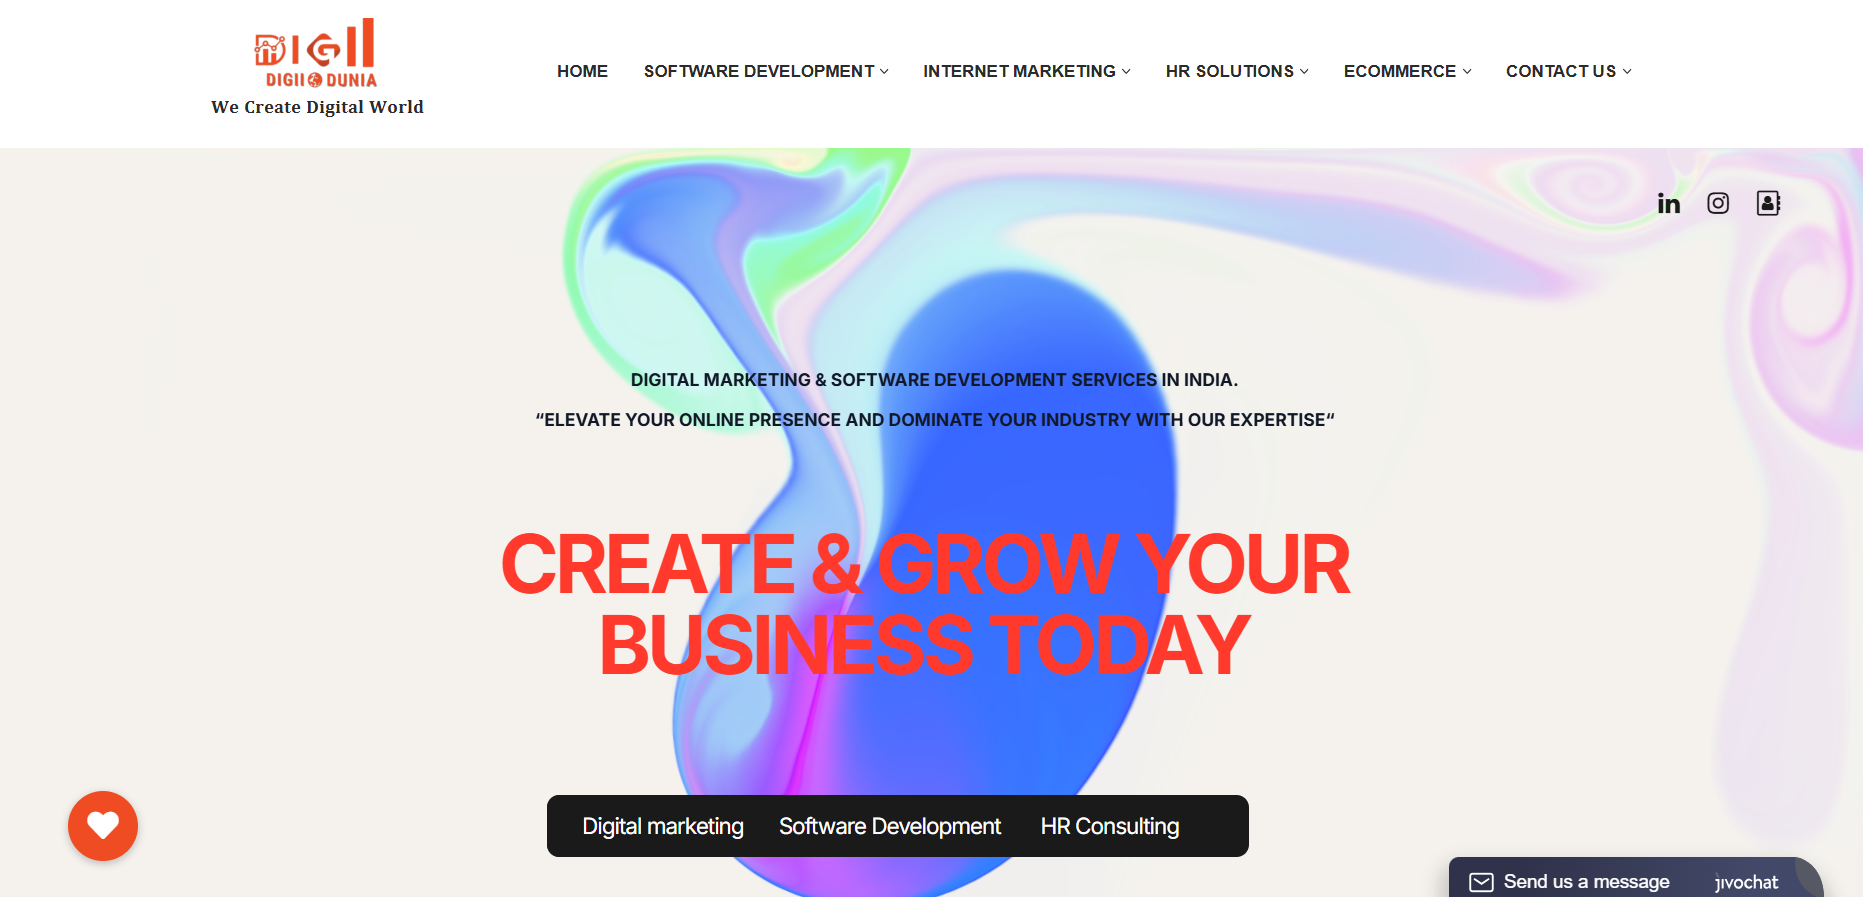 DIGII
DIGII DUNIA
We Create Digital World
HOME
SOFTWARE DEVELOPMENT
INTERNET MARKETING
HR SOLUTIONS
ECOMMERCE
CONTACT US
in
DIGITAL MARKETING & SOFTWARE DEVELOPMENT SERVICES IN INDIA.
“ELEVATE YOUR ONLINE PRESENCE AND DOMINATE YOUR INDUSTRY WITH OUR EXPERTISE“
CREATE & GROW YOUR
BUSINESS TODAY
Digital marketing
Software Development
HR Consulting
Send us a message
jivochat